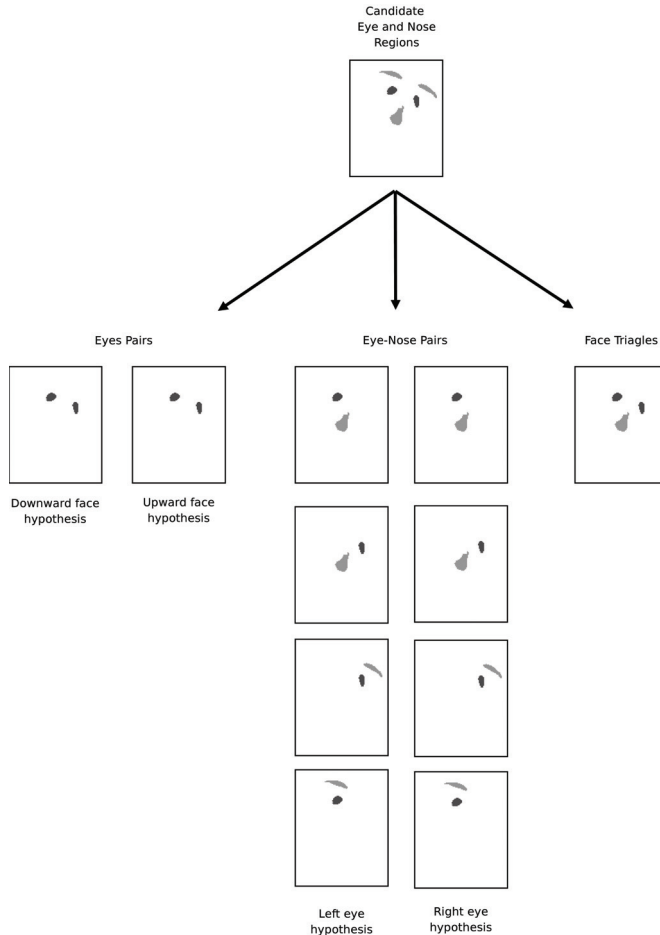 Candidate
Eye and Nose
Regions
Eyes Pairs
Eye-Nose Pairs
Face Triagles
Downward face
hypothesis
Upward face
hypothesis
Left eye
hypothesis
Right eye
hypothesis